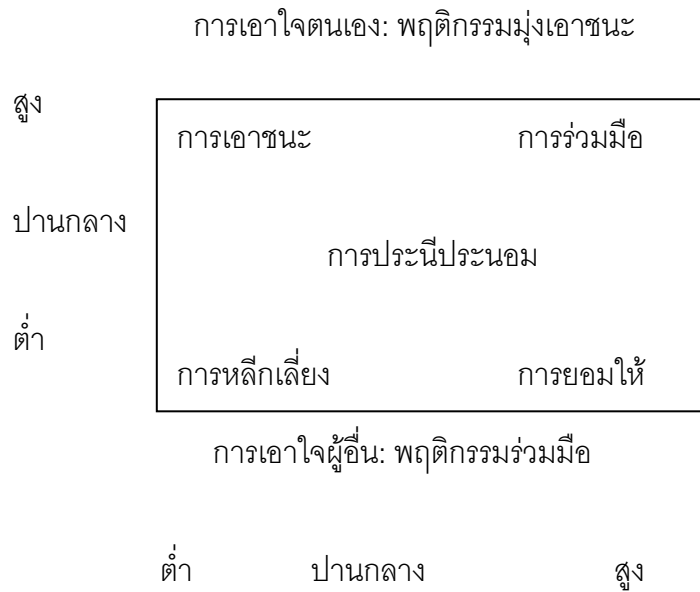 การเอาใจตนเอง: พฤติกรรมมุ่งเอาชนะ
สูง
การเอาชนะ การร่วมมือ
ปานกลาง
การประนีประนอม
ต่ำ
การหลีกเลี่ยง การยอมให้
การเอาใจผู้อื่น: พฤติกรรมร่วมมือ
ต่ำ ปานกลาง สูง